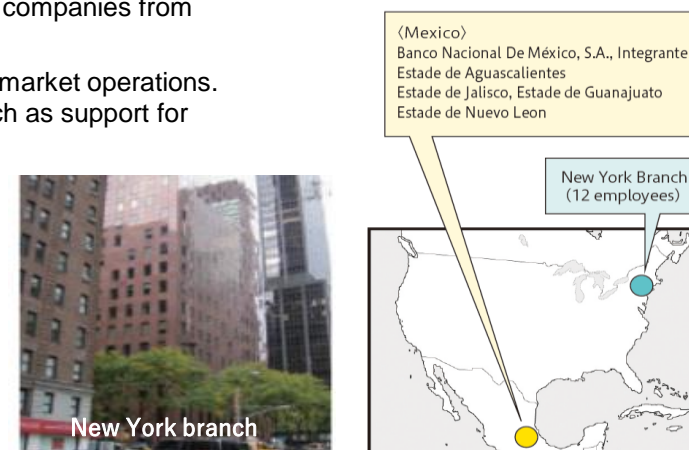 companies from
market operations.
ch as support for
New York branch
〈Mexico〉
Banco Nacional De México, S.A., Integrante
Estade de Aguascalientes
Estade de Jalisco, Estade de Guanajuato
Estade de Nuevo Leon
New York Branch
(12 employees)